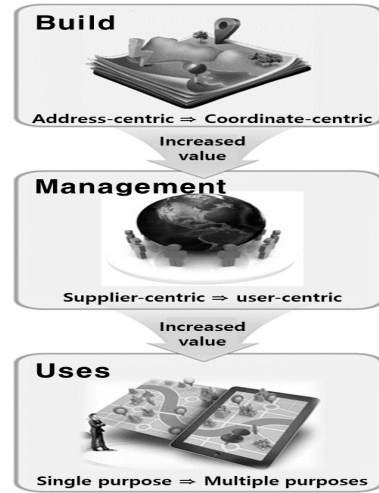 Build
Address-centric ⇒ Coordinate-centric
Increased
value
Management
Supplier-centric ⇒ user-centric
Increased
value
Uses
Single purpose ⇒ Multiple purposes